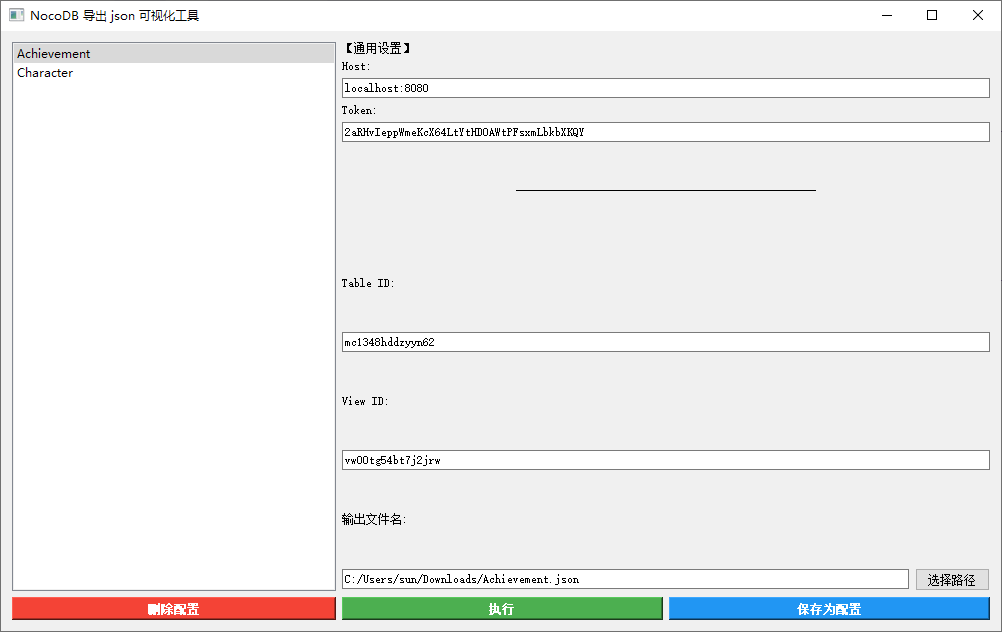 NocoDB 导出 json 可视化工具
Achievement
Character
【通用设置】
Host:
localhost:8080
Token:
2aRHvIeppWmeKcX64LtYtHDOAWtPFsxmLbkbXKQY
Table ID:
mc1348hddzyyn62
View ID:
vw00tg54bt7j2jrw
输出文件名:
C:/Users/sun/Downloads/Achievement.json
选择路径
删除配置
执行
保存为配置